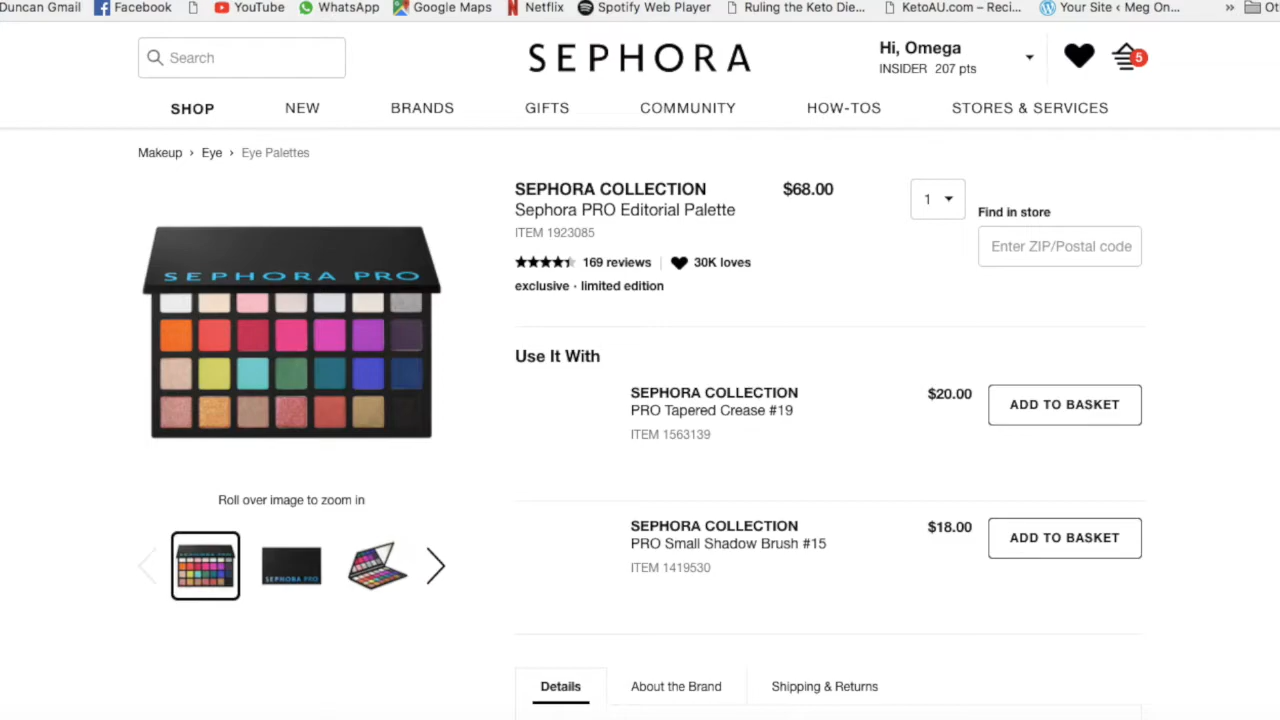 Duncan Gmail
Facebook
YouTube
WhatsApp
Google Maps
Netflix
Spotify Web Player
Ruling the Keto Die...
KetoAU.com – Reci...
Your Site ‹ Meg On...
»
Search
SEPHORA
Hi, Omega
INSIDER 207 pts
5
SHOP
NEW
BRANDS
GIFTS
COMMUNITY
HOW-TOS
STORES & SERVICES
Makeup › Eye › Eye Palettes
SEPHORA PRO
Roll over image to zoom in
SEPHORA PRO
SEPHORA COLLECTION
$68.00
Sephora PRO Editorial Palette
ITEM 1923085
169 reviews
30K loves
exclusive · limited edition
1
Find in store
Enter ZIP/Postal code
Use It With
SEPHORA COLLECTION
PRO Tapered Crease #19
ITEM 1563139
$20.00
ADD TO BASKET
SEPHORA COLLECTION
PRO Small Shadow Brush #15
ITEM 1419530
$18.00
ADD TO BASKET
Details
About the Brand
Shipping & Returns